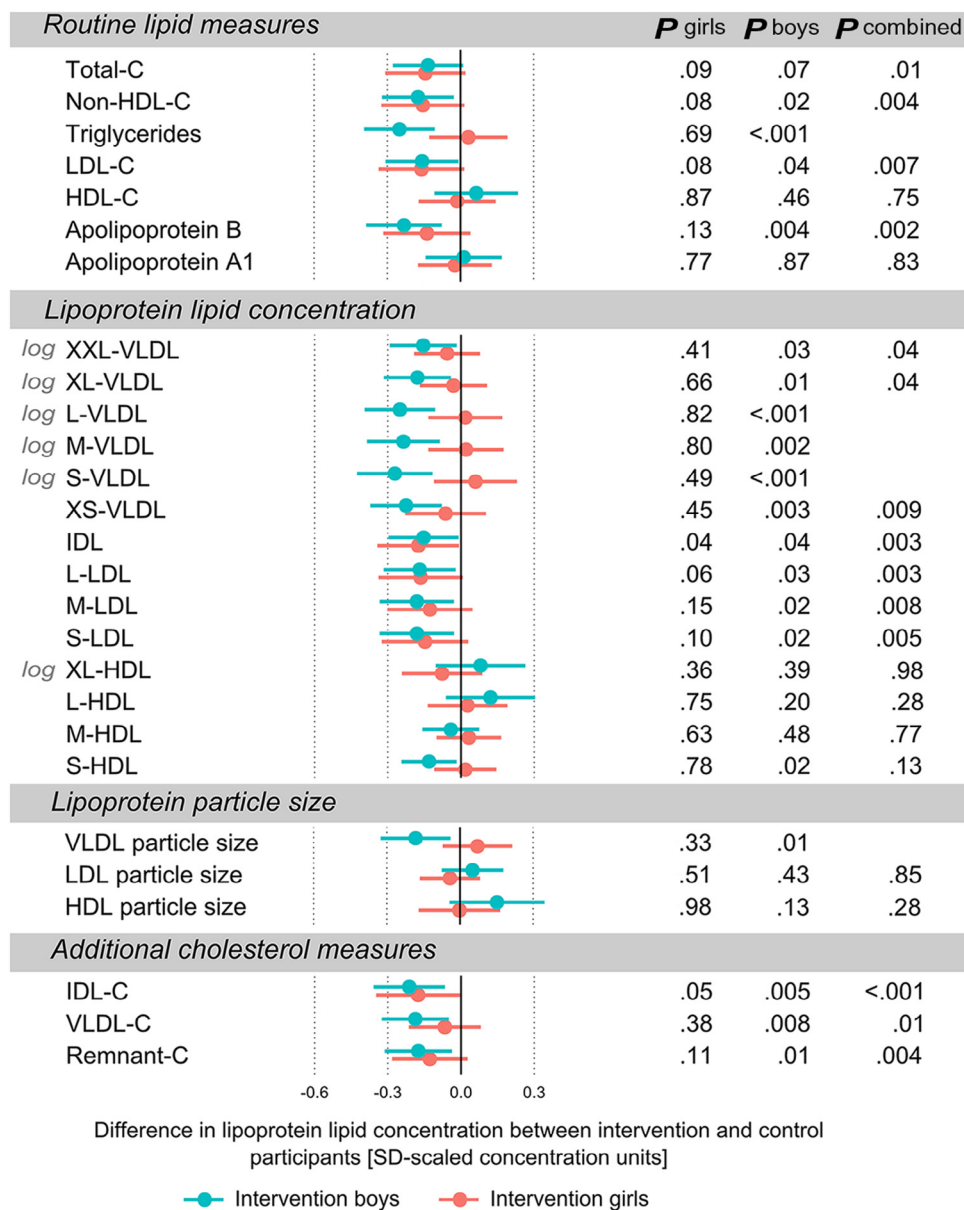 Routine lipid measures P girls P boys P combined
Total-C .09 .07 .01
Non-HDL-C .08 .02 .004
Triglycerides .69 <.001
LDL-C .08 .04 .007
HDL-C .87 .46 .75
Apolipoprotein B .13 .004 .002
Apolipoprotein A1 .77 .87 .83
Lipoprotein lipid concentration
log XXL-VLDL .41 .03 .04
log XL-VLDL .66 .01 .04
log L-VLDL .82 <.001
log M-VLDL .80 .002
log S-VLDL .49 <.001
XS-VLDL .45 .003 .009
IDL .04 .04 .003
L-LDL .06 .03 .003
M-LDL .15 .02 .008
S-LDL .10 .02 .005
log XL-HDL .36 .39 .98
L-HDL .75 .20 .28
M-HDL .63 .48 .77
S-HDL .78 .02 .13
Lipoprotein particle size
VLDL particle size .33 .01
LDL particle size .51 .43 .85
HDL particle size .98 .13 .28
Additional cholesterol measures
IDL-C .05 .005 <.001
VLDL-C .38 .008 .01
Remnant-C .11 .01 .004
-0.6 -0.3 0.0 0.3
Difference in lipoprotein lipid concentration between intervention and control
participants [SD-scaled concentration units]
Intervention boys Intervention girls